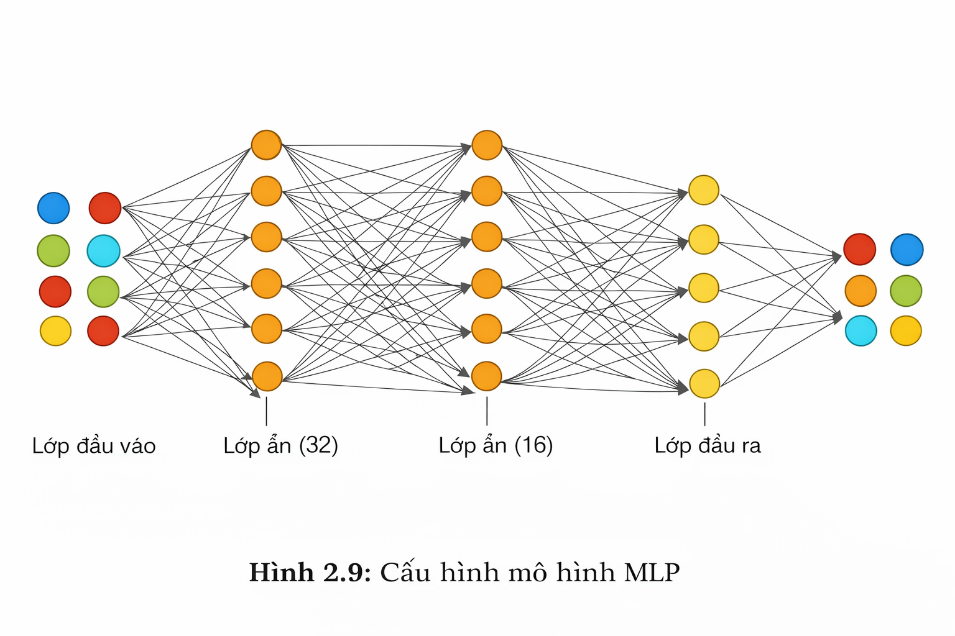 Lớp đầu váo
Lớp ẩn (32)
Lớp ẩn (16)
Lớp đầu ra
Hình 2.9: Cấu hình mô hình MLP